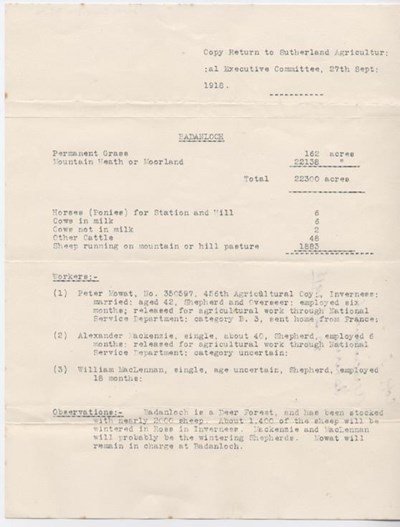 Copy Return to Sutherland Agricultur:
:al Executive Committee, 27th Sept:
1918.
BADANLOCH
Permanent Grass 162 acres
Mountain Heath or Moorland 22138 "
Total 22300 acres
Horses (Ponies) for Station and Hill 6
Cows in milk 6
Cows not in milk 2
Other Cattle 48
Sheep running on mountain or hill pasture 1883
Workers:-
(1) Peter Mowat, No. 350597, 456th Agricultural Coy., Inverness:
married: aged 42, Shepherd and Overseer: employed six
months: released for agricultural work through National
Service Department; category B. 3, sent home from France;
(2) Alexander Mackenzie, single, about 40, Shepherd, employed 6
months: released for agricultural work through National
Service Department; category uncertain:
(3) William MacLennan, single, age uncertain, Shepherd, employed
18 months:
Observations:- Badanloch is a Deer Forest, and has been stocked
with nearly 2000 sheep. About 1,400 of the sheep will be
wintered in Ross in Inverness. Mackenzie and MacLennan
will probably be the wintering Shepherds. Mowat will
remain in charge at Badanloch.